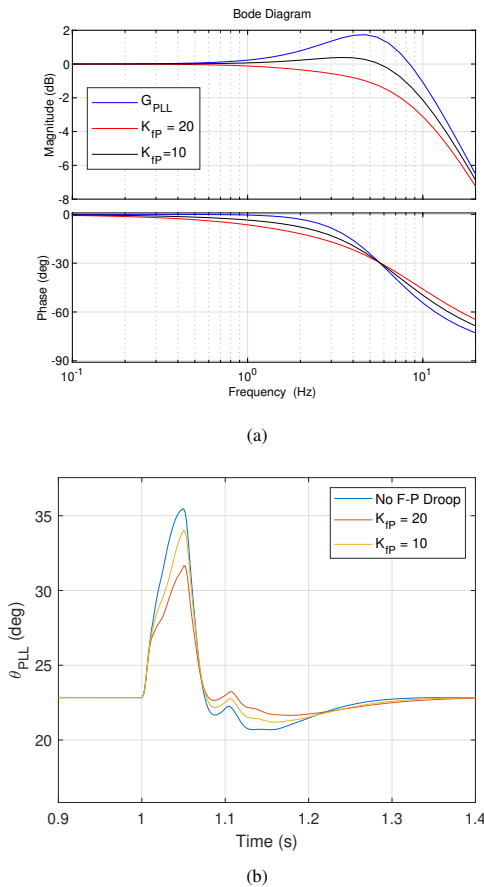 Bode Diagram
Magnitude (dB)
2
0
-2
-4
-6
-8
G_PLL
K_fP = 20
K_fP=10
Phase (deg)
0
-30
-60
-90
10^-1
10^0
10^1
Frequency (Hz)
(a)
θ_PLL (deg)
35
30
25
20
No F-P Droop
K_fP = 20
K_fP = 10
0.9
1
1.1
1.2
1.3
1.4
Time (s)
(b)